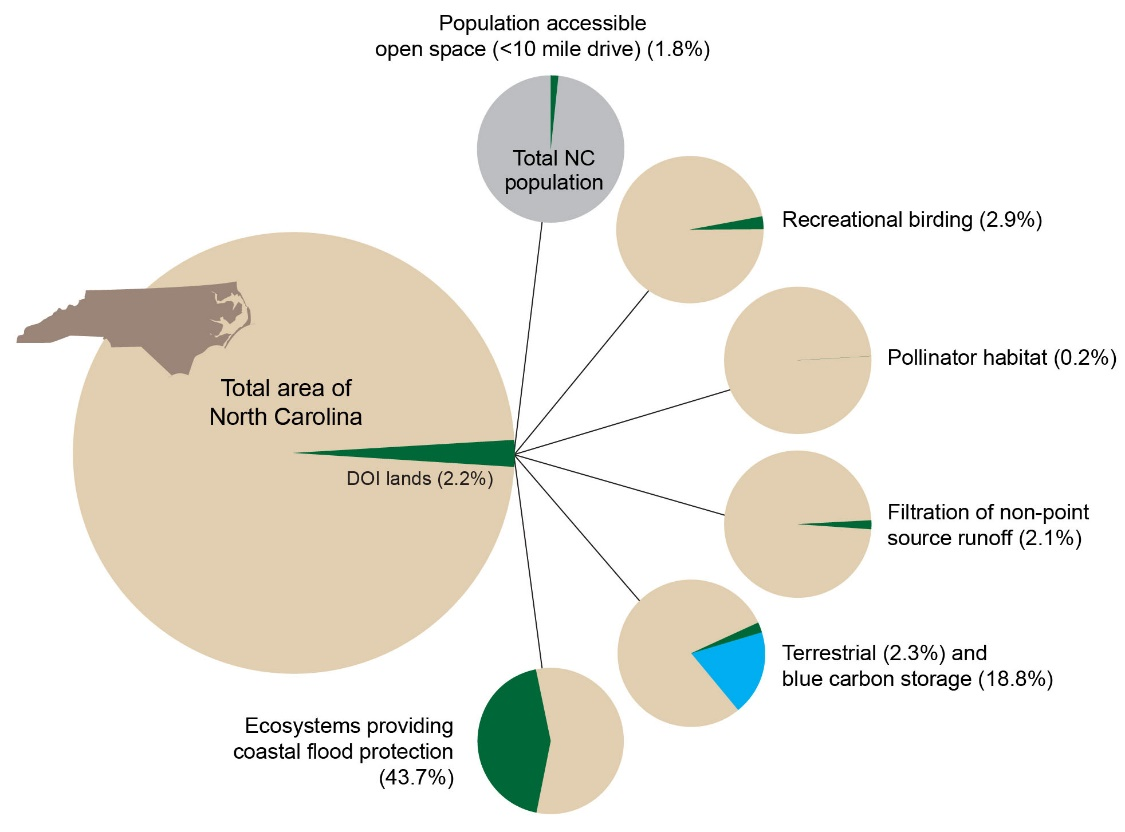 Population accessible
open space (<10 mile drive) (1.8%)
Total NC
population
Recreational birding (2.9%)
Pollinator habitat (0.2%)
Total area of
North Carolina
DOI lands (2.2%)
Filtration of non-point
source runoff (2.1%)
Terrestrial (2.3%) and
blue carbon storage (18.8%)
Ecosystems providing
coastal flood protection
(43.7%)